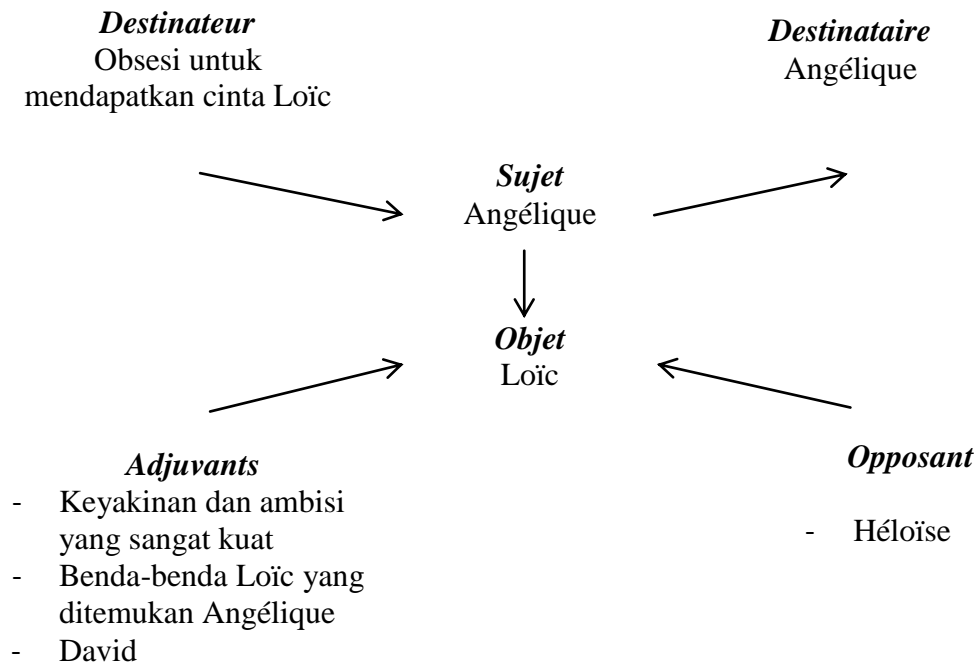 Destinateur
Obsesi untuk
mendapatkan cinta Loïc
Destinataire
Angélique
Sujet
Angélique
Objet
Loïc
Adjuvants
- Keyakinan dan ambisi
yang sangat kuat
- Benda-benda Loïc yang
ditemukan Angélique
- David
Opposant
- Héloïse